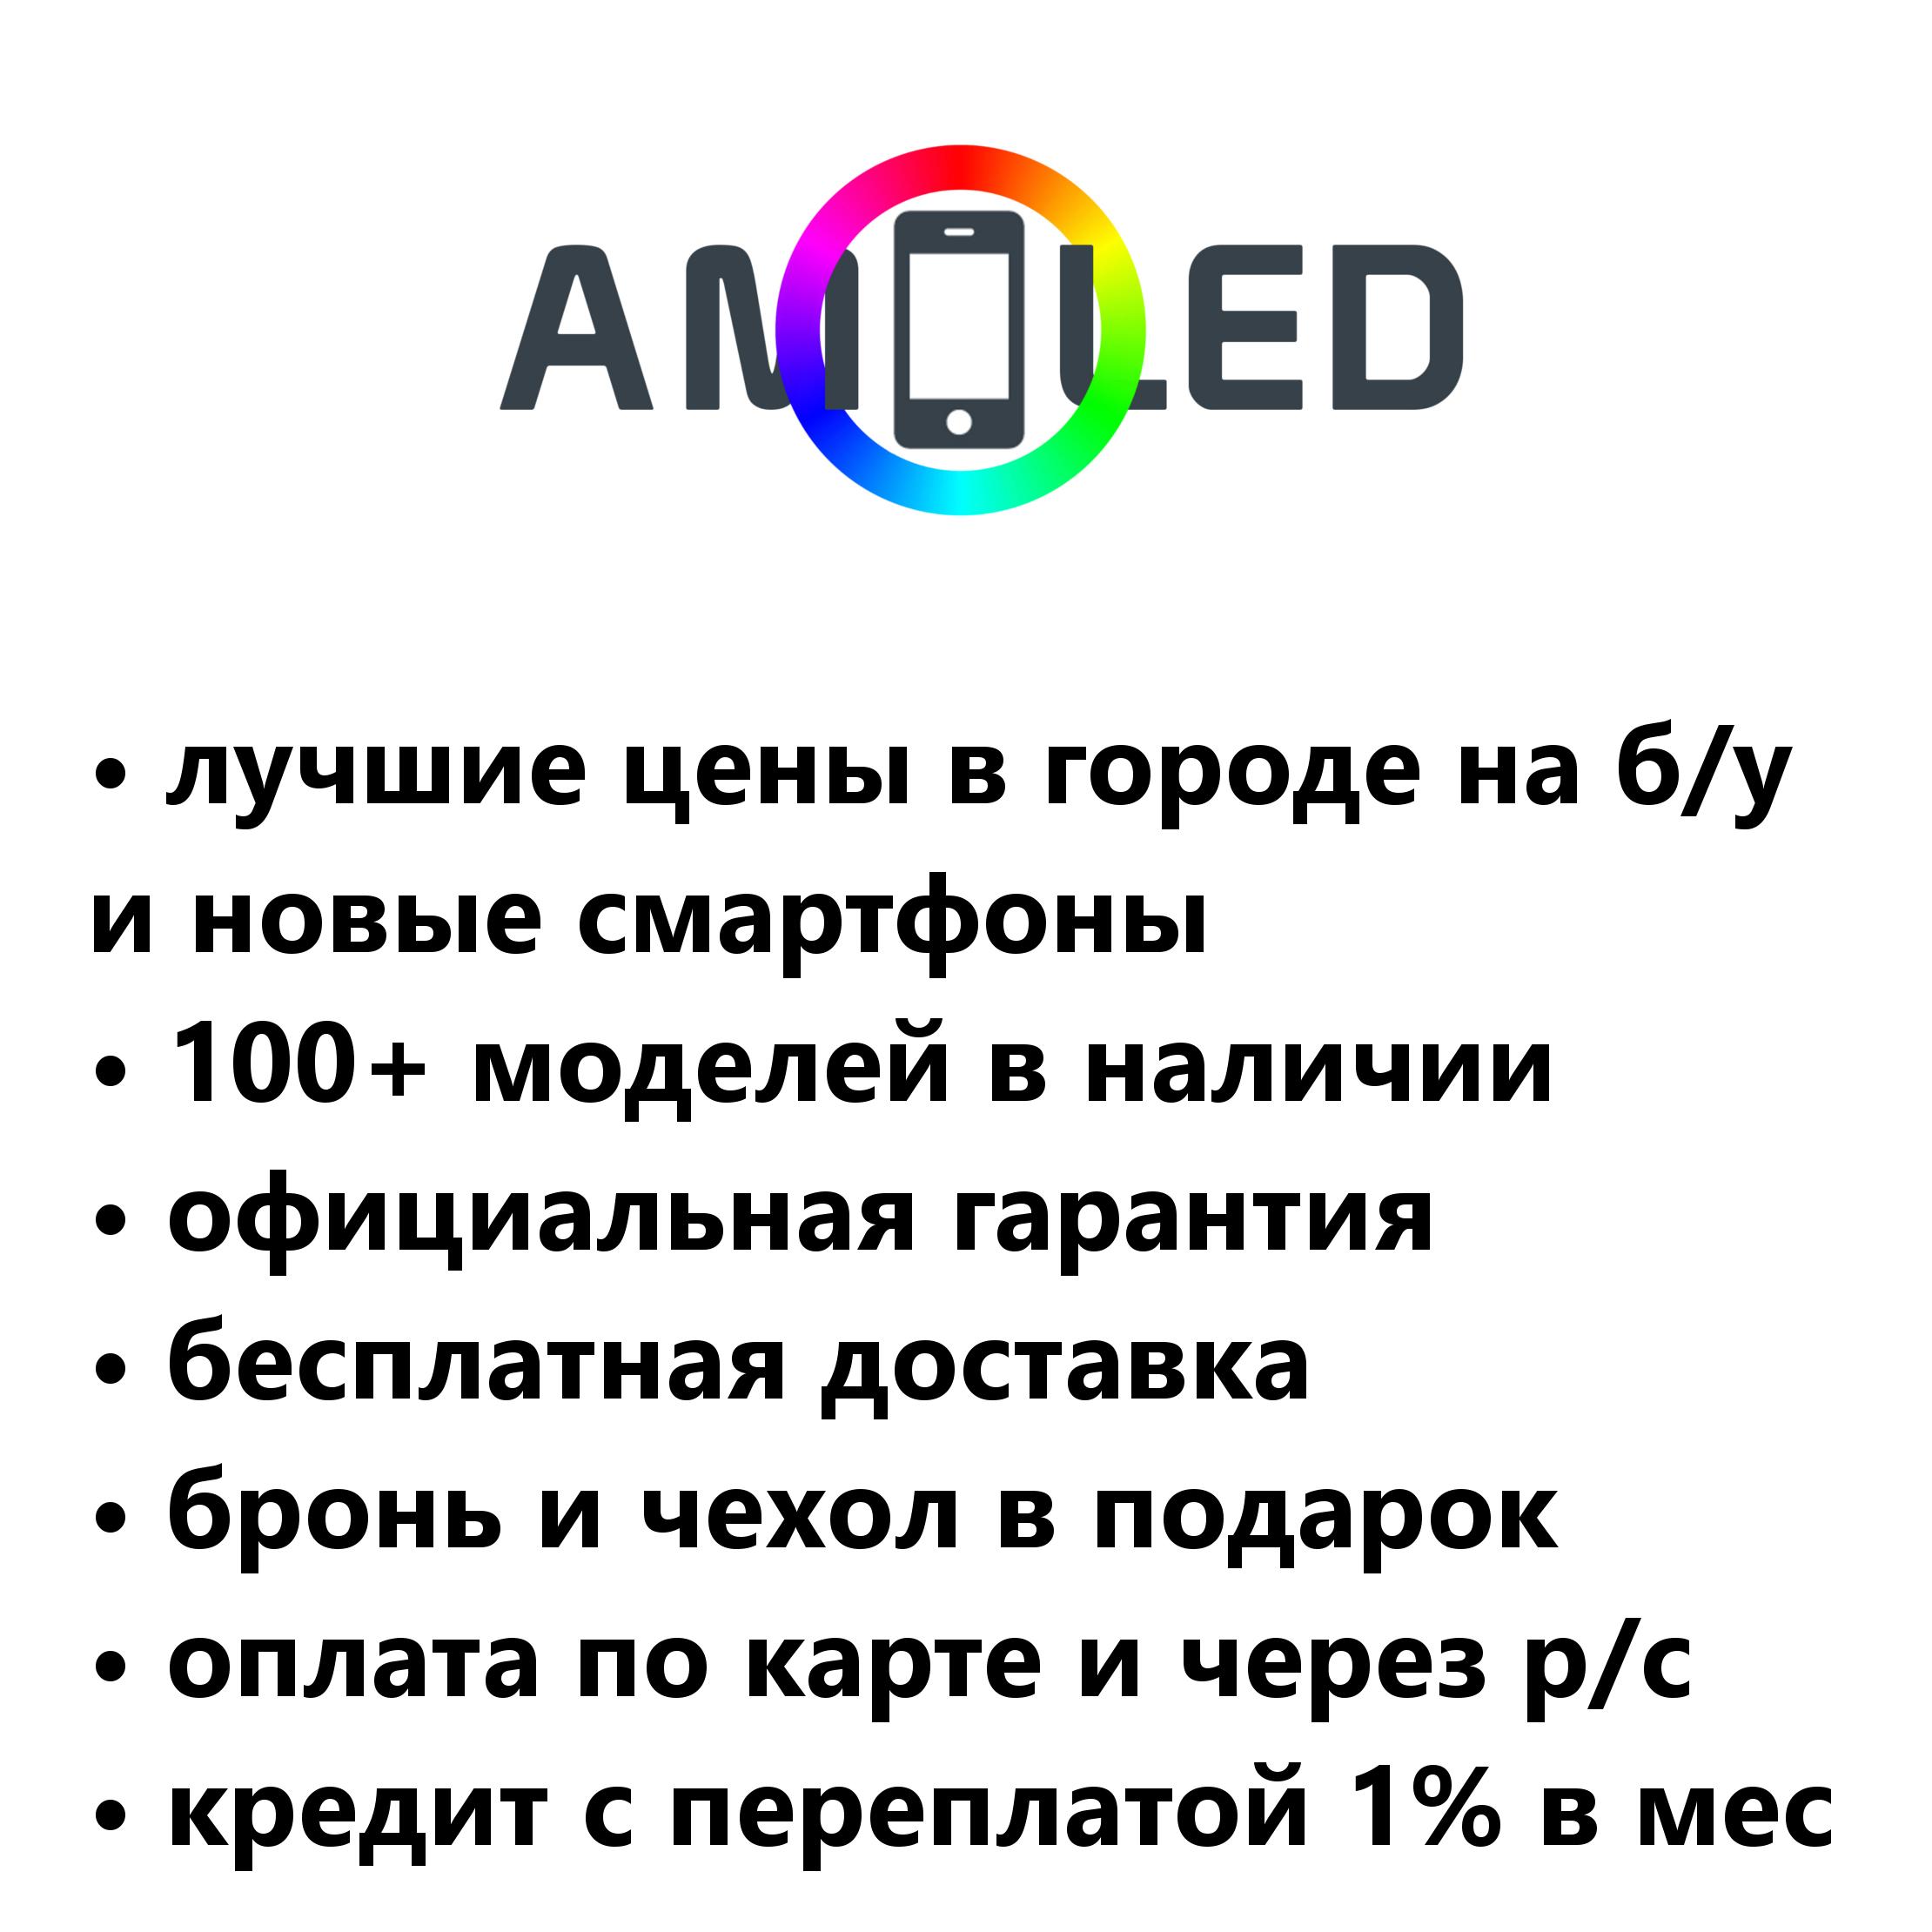 AMOLED
• лучшие цены в городе на б/у
и новые смартфоны
• 100+ моделей в наличии
• официальная гарантия
• бесплатная доставка
• бронь и чехол в подарок
• оплата по карте и через р/с
• кредит с переплатой 1% в мес